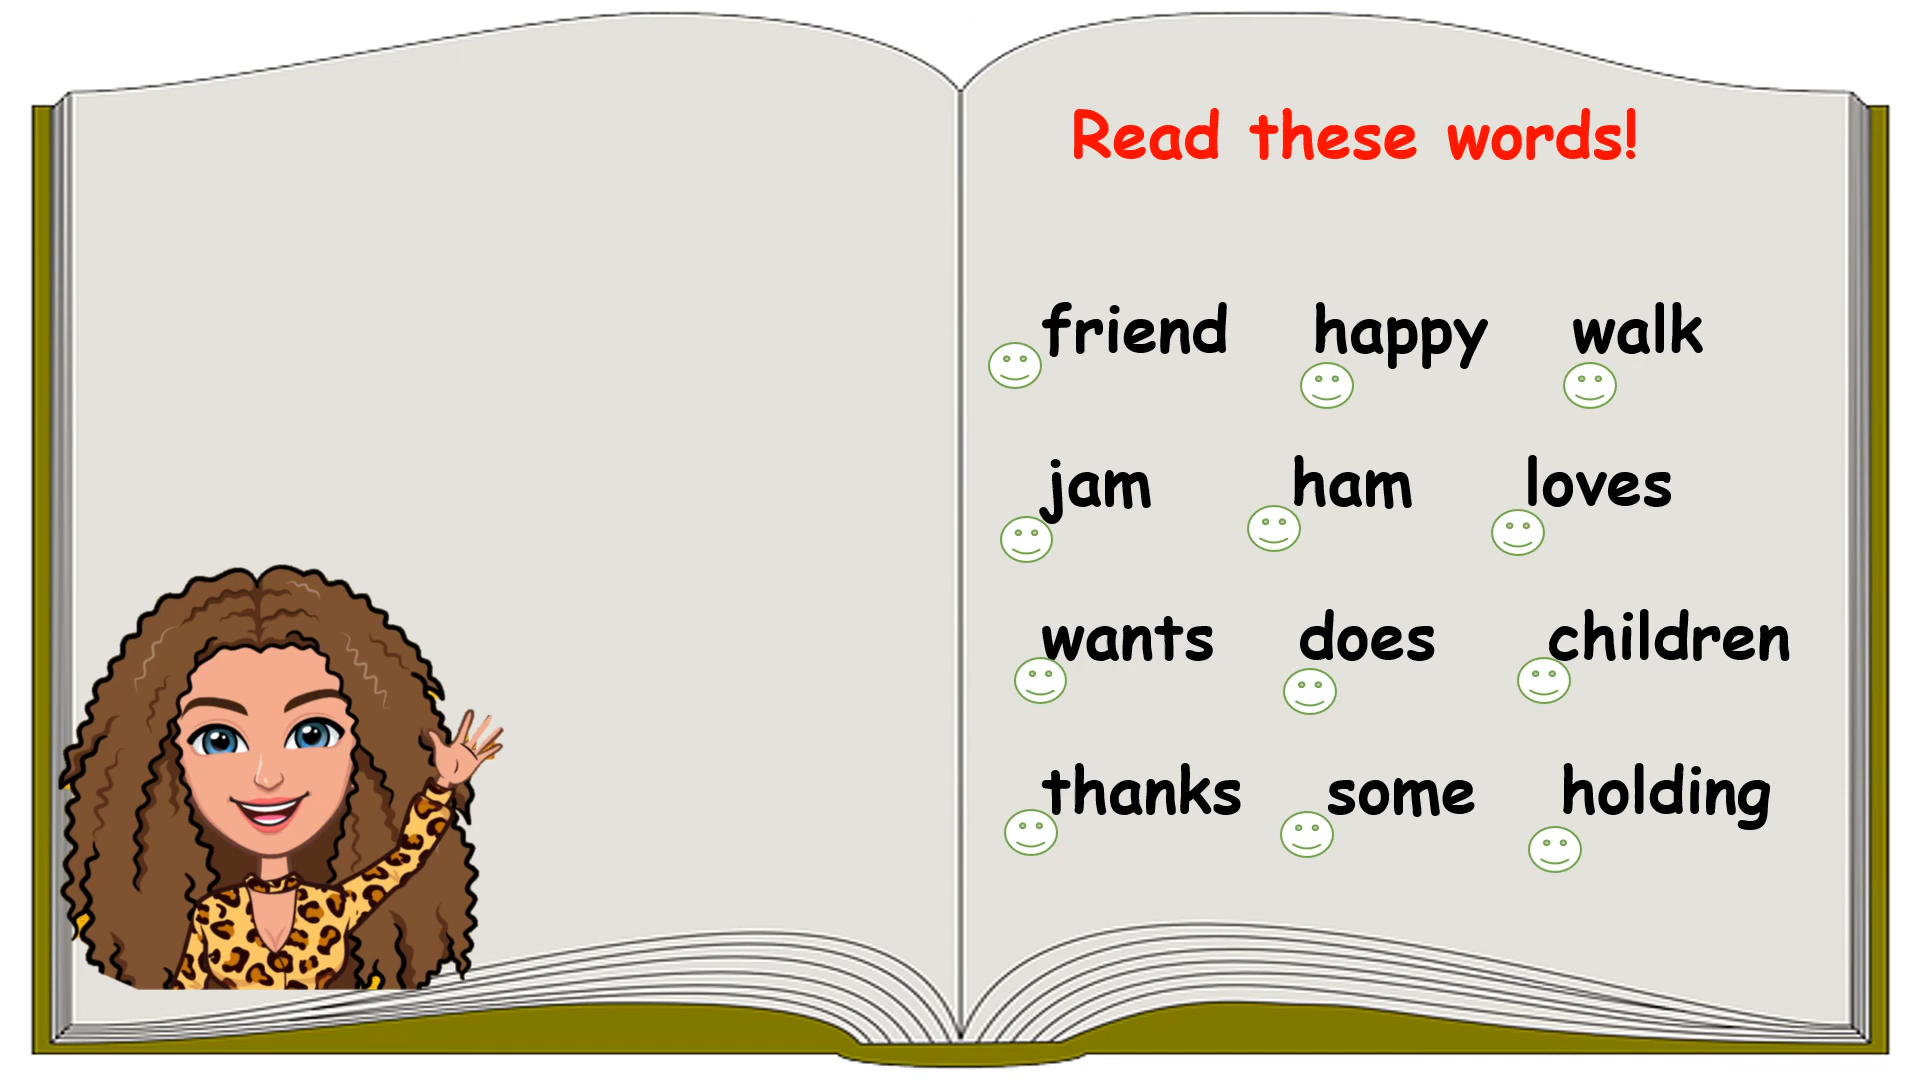 Read these words!
friend happy walk
jam ham loves
wants does children
thanks some holding